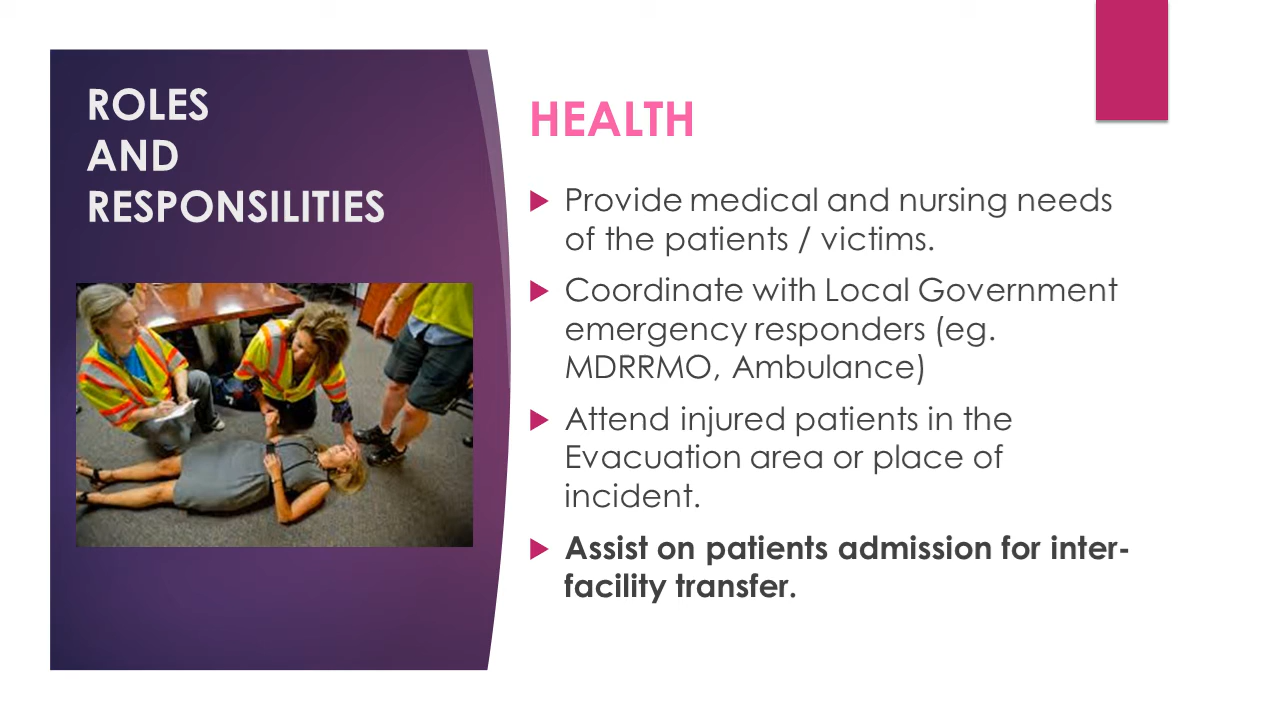 ROLES
AND
RESPONSILITIES
HEALTH
Provide medical and nursing needs
of the patients / victims.
Coordinate with Local Government
emergency responders (eg.
MDRRMO, Ambulance)
Attend injured patients in the
Evacuation area or place of
incident.
Assist on patients admission for inter-
facility transfer.